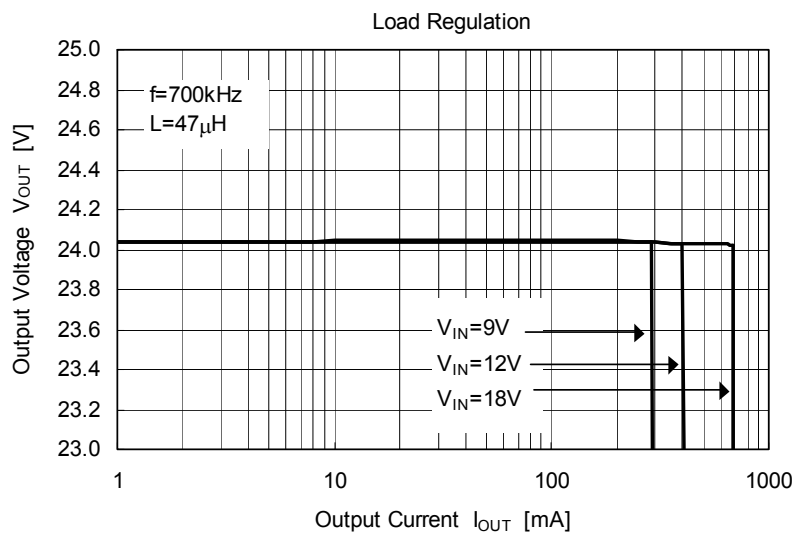 Load Regulation
25.0
24.8
24.6
24.4
24.2
24.0
23.8
23.6
23.4
23.2
23.0
Output Voltage VOUT [V]
f=700kHz
L=47μH
VIN=9V
VIN=12V
VIN=18V
1 10 100 1000
Output Current IOUT [mA]